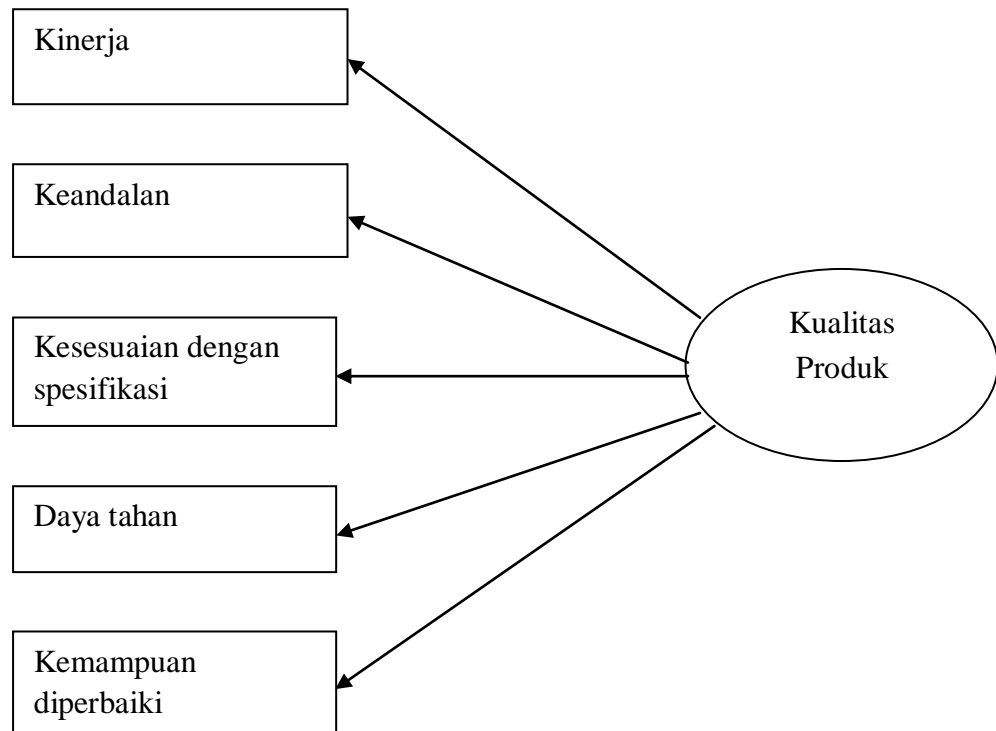 Kinerja
Keandalan
Kesesuaian dengan
spesifikasi
Daya tahan
Kemampuan
diperbaiki
Kualitas
Produk